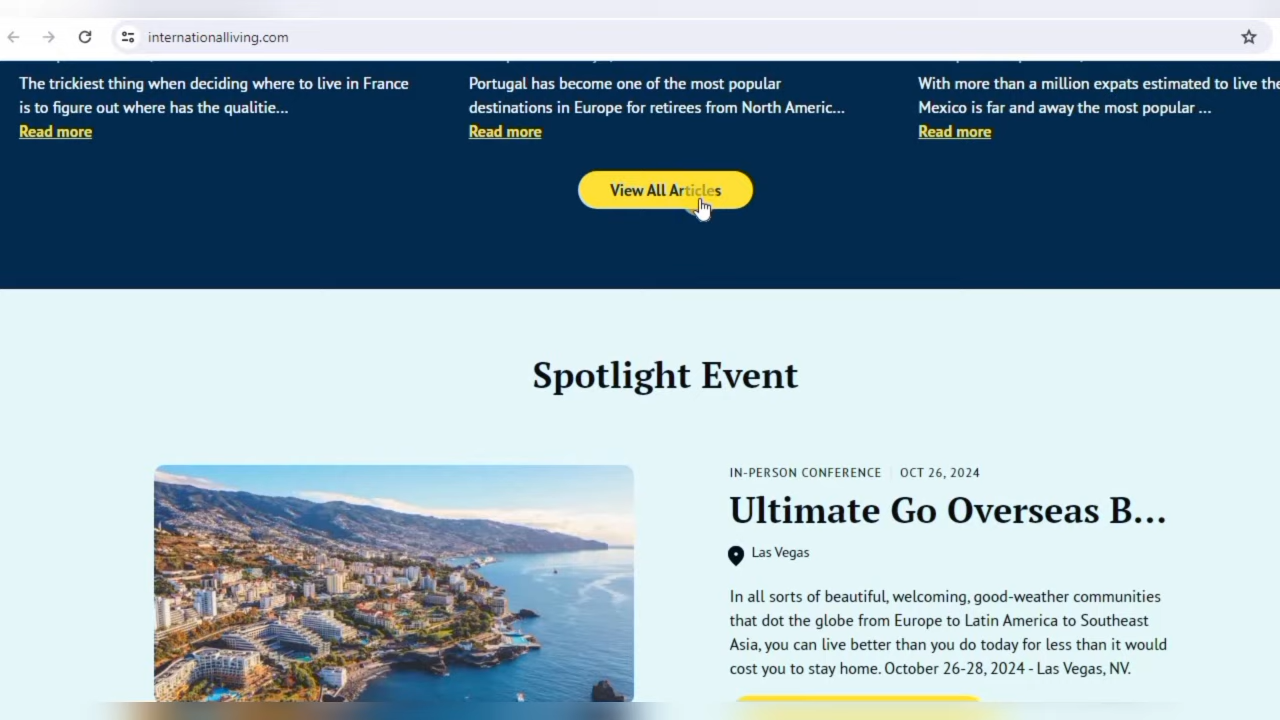 internationalliving.com
The trickiest thing when deciding where to live in France
is to figure out where has the qualitie...
Read more
Portugal has become one of the most popular
destinations in Europe for retirees from North Americ...
Read more
With more than a million expats estimated to live the
Mexico is far and away the most popular ...
Read more
View All Articles
Spotlight Event
IN-PERSON CONFERENCE
OCT 26, 2024
Ultimate Go Overseas B...
Las Vegas
In all sorts of beautiful, welcoming, good-weather communities
that dot the globe from Europe to Latin America to Southeast
Asia, you can live better than you do today for less than it would
cost you to stay home. October 26-28, 2024 - Las Vegas, NV.